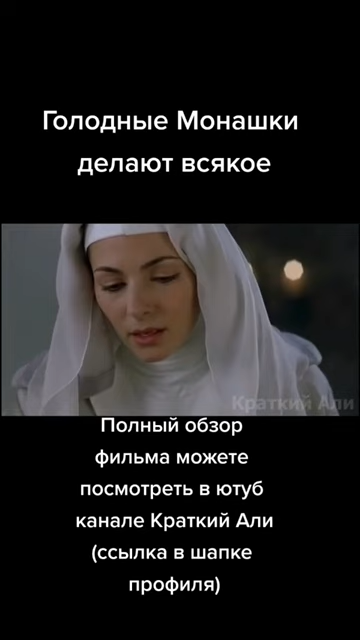 Голодные Монашки
делают всякое
Краткий Али
Полный обзор
фильма можете
посмотреть в ютуб
канале Краткий Али
(ссылка в шапке
профиля)